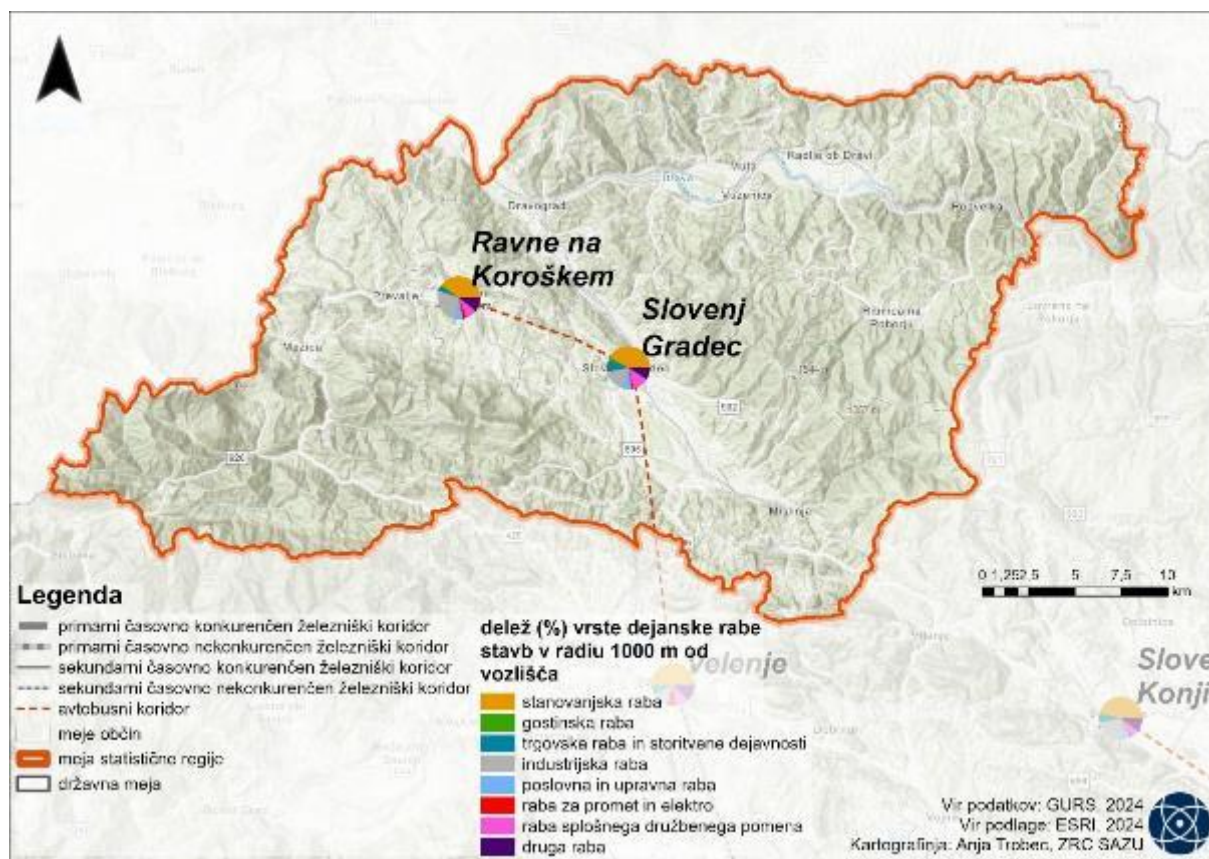 Radlje ob Dravi
Muta
Vuzenica
Dravograd
Podvelka
Ravne na
Koroškem
Prevalje
Slovenj
Gradec
Mežica
682
696
926
425
Mislinja
0 1,252,5 5 7,5 10
km
Legenda
primarni časovno konkurenčen železniški koridor
primarni časovno nekonkurenčen železniški koridor
sekundarni časovno konkurenčen železniški koridor
sekundarni časovno nekonkurenčen železniški koridor
avtobusni koridor
meje občin
meja statistične regije
državna meja
delež (%) vrste dejanske rabe
stavb v radiu 1000 m od
vozlišča
stanovanjska raba
gostinska raba
trgovska raba in storitvene dejavnosti
industrijska raba
poslovna in upravna raba
raba za promet in elektro
raba splošnega družbenega pomena
druga raba
Velenje
Slove
Konji
Vir podatkov: GURS, 2024
Vir podlage: ESRI, 2024
Kartografinja: Anja Trobec, ZRC SAZU